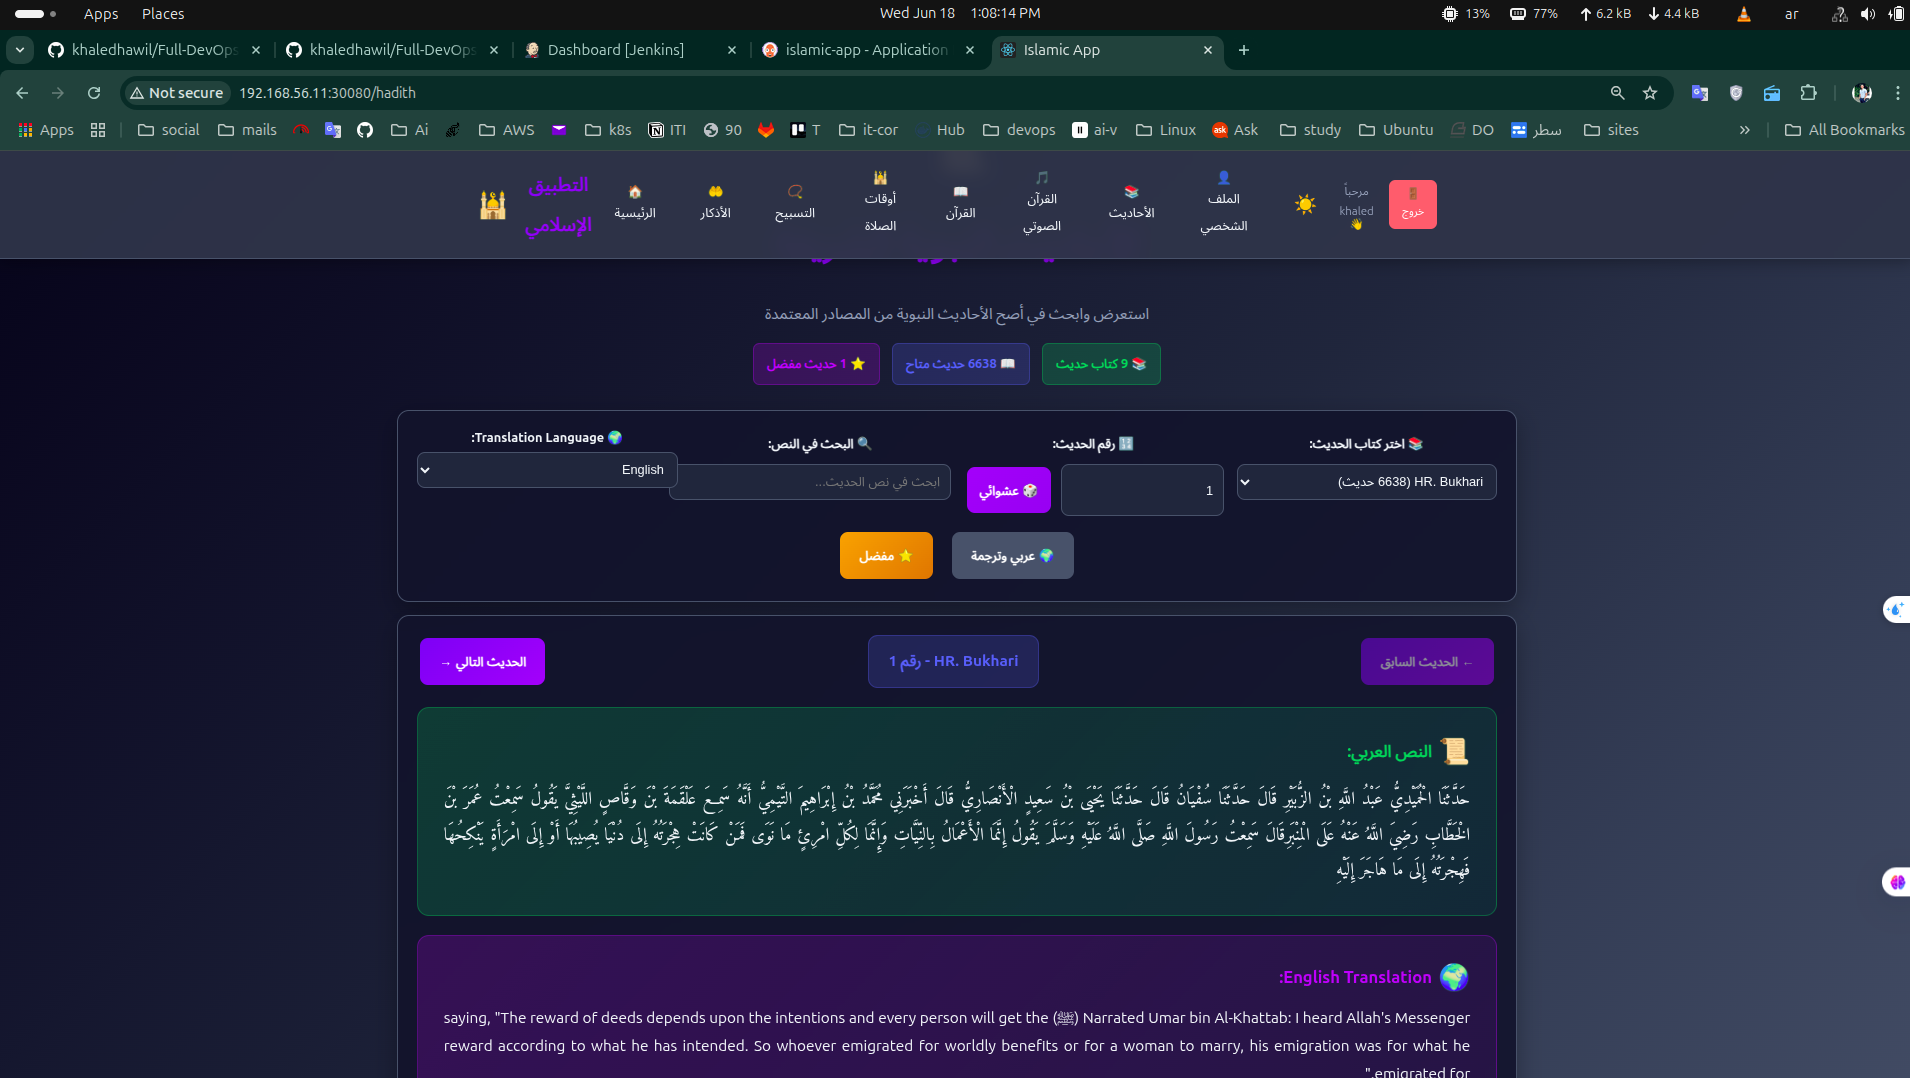 Apps Places Wed Jun 18 1:08:14 PM 13% 77% 6.2 kB 4.4 kB ar
khaledhawil/Full-DevOps
khaledhawil/Full-DevOps
Dashboard [Jenkins]
islamic-app - Application
Islamic App
Not secure 192.168.56.11:30080/hadith
Apps social mails Ai AWS k8s ITI 90 T it-cor Hub devops ai-v Linux Ask study Ubuntu DO سطر sites » All Bookmarks
التطبيق
الإسلامي
الرئيسية
الأذكار
التسبيح
أوقات
الصلاة
القرآن
القرآن
الصوتي
الأحاديث
الملف
الشخصي
مرحباً
khaled
خروج
استعرض وابحث في أصح الأحاديث النبوية من المصادر المعتمدة
9 كتاب حديث
6638 حديث متاح
1 حديث مفضل
اختر كتاب الحديث:
HR. Bukhari (6638 حديث)
رقم الحديث:
1
عشوائي
البحث في النص:
ابحث في نص الحديث...
Translation Language:
English
عربي وترجمة
مفضل
← الحديث السابق
HR. Bukhari - رقم 1
الحديث التالي →
النص العربي:
حَدَّثَنَا الْحُمَيْدِيُّ عَبْدُ اللَّهِ بْنُ الزُّبَيْرِ قَالَ حَدَّثَنَا سُفْيَانُ قَالَ حَدَّثَنَا يَحْيَى بْنُ سَعِيدٍ الْأَنْصَارِيُّ قَالَ أَخْبَرَنِي مُحَمَّدُ بْنُ إِبْرَاهِيمَ التَّيْمِيُّ أَنَّهُ سَمِعَ عَلْقَمَةَ بْنَ وَقَّاصٍ اللَّيْثِيَّ يَقُولُ سَمِعْتُ عُمَرَ بْنَ
الْخَطَّابِ رَضِيَ اللَّهُ عَنْهُ عَلَى الْمِنْبَرِقَالَ سَمِعْتُ رَسُولَ اللَّهِ صَلَّى اللَّهُ عَلَيْهِ وَسَلَّمَ يَقُولُ إِنَّمَا الْأَعْمَالُ بِالنِّيَّاتِ وَإِنَّمَا لِكُلِّ امْرِئٍ مَا نَوَى فَمَنْ كَانَتْ هِجْرَتُهُ إِلَى دُنْيَا يُصِيبُهَا أَوْ إِلَى امْرَأَةٍ يَنْكِحُهَا
فَهِجْرَتُهُ إِلَى مَا هَاجَرَ إِلَيْهِ
English Translation:
saying, "The reward of deeds depends upon the intentions and every person will get the (ﷺ) Narrated Umar bin Al-Khattab: I heard Allah's Messenger
reward according to what he has intended. So whoever emigrated for worldly benefits or for a woman to marry, his emigration was for what he
".emigrated for